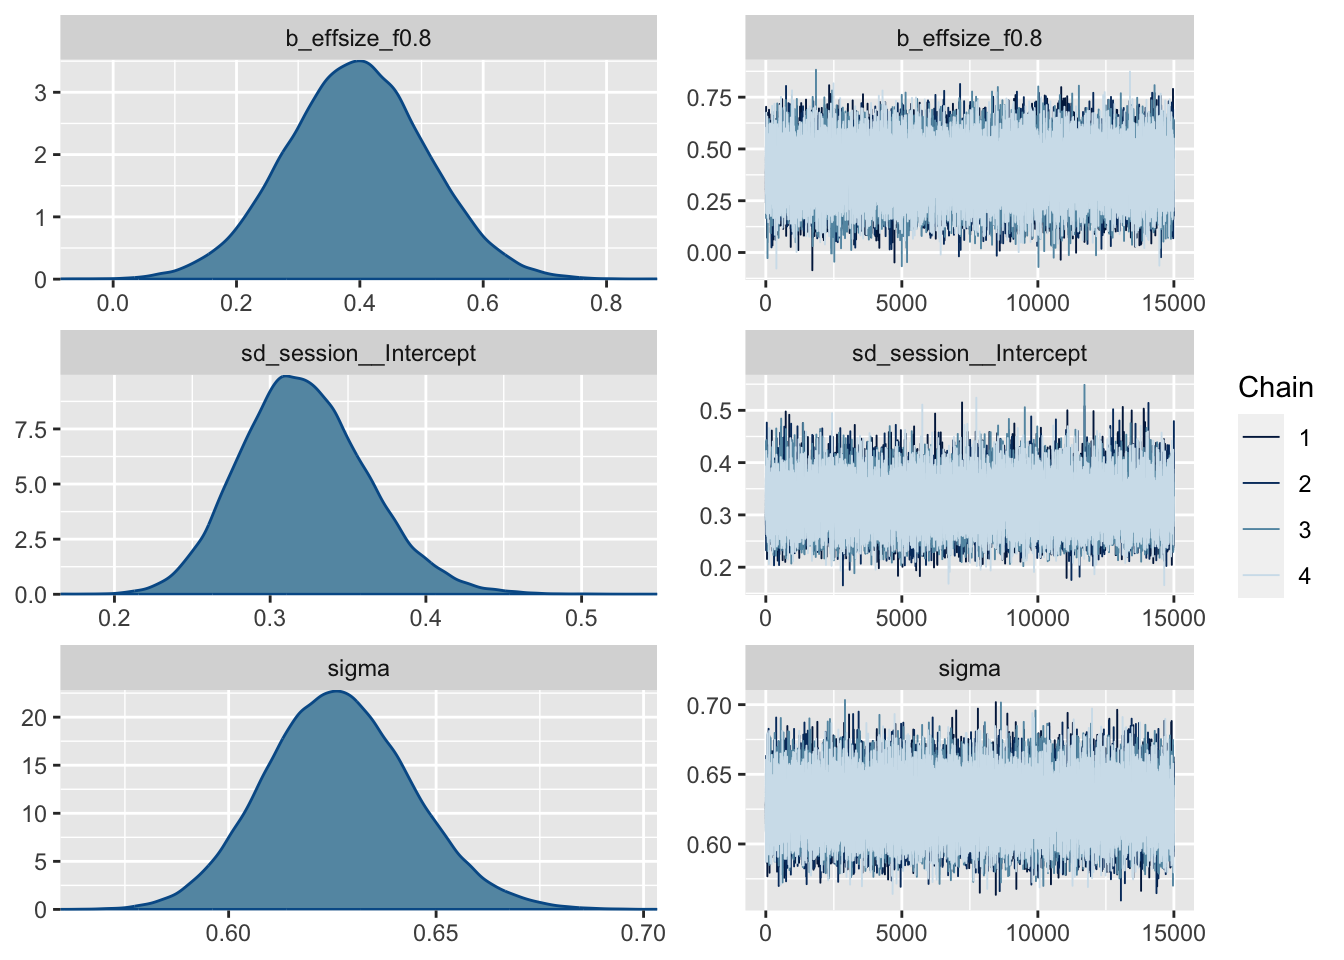 b_effsize_f0.8
b_effsize_f0.8
3
2
1
0
0.0 0.2 0.4 0.6 0.8
0.75
0.50
0.25
0.00
0 5000 10000 15000
sd_session__Intercept
sd_session__Intercept
7.5
5.0
2.5
0.0
0.2 0.3 0.4 0.5
0.5
0.4
0.3
0.2
0 5000 10000 15000
Chain
1
2
3
4
sigma
sigma
20
15
10
5
0
0.60 0.65 0.70
0.70
0.65
0.60
0 5000 10000 15000